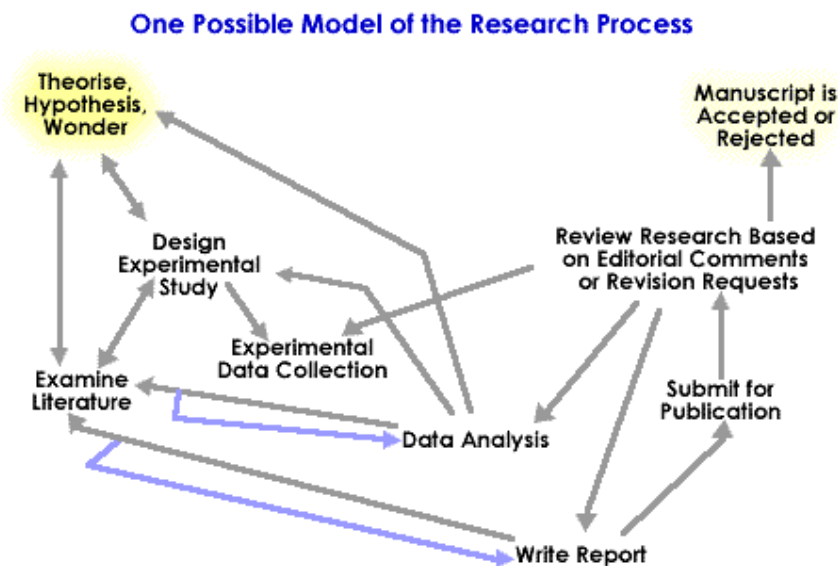 One Possible Model of the Research Process
Theorise,
Hypothesis,
Wonder
Manuscript is
Accepted or
Rejected
Design
Experimental
Study
Review Research Based
on Editorial Comments
or Revision Requests
Experimental
Data Collection
Examine
Literature
Submit for
Publication
Data Analysis
Write Report